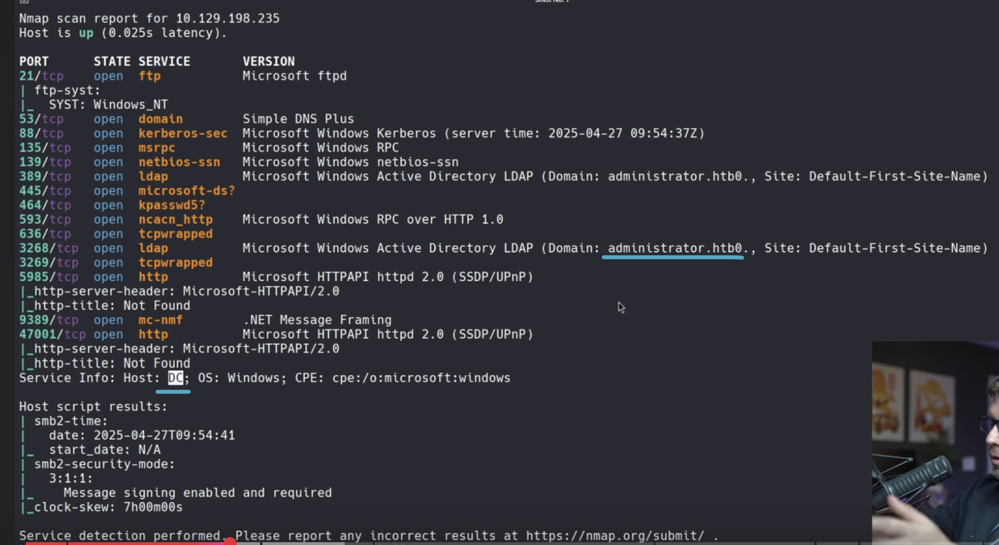 Shell No. 1
Nmap scan report for 10.129.198.235
Host is up (0.025s latency).
PORT STATE SERVICE VERSION
21/tcp open ftp Microsoft ftpd
| ftp-syst:
|_ SYST: Windows_NT
53/tcp open domain Simple DNS Plus
88/tcp open kerberos-sec Microsoft Windows Kerberos (server time: 2025-04-27 09:54:37Z)
135/tcp open msrpc Microsoft Windows RPC
139/tcp open netbios-ssn Microsoft Windows netbios-ssn
389/tcp open ldap Microsoft Windows Active Directory LDAP (Domain: administrator.htb0., Site: Default-First-Site-Name)
445/tcp open microsoft-ds?
464/tcp open kpasswd5?
593/tcp open ncacn_http Microsoft Windows RPC over HTTP 1.0
636/tcp open tcpwrapped
3268/tcp open ldap Microsoft Windows Active Directory LDAP (Domain: administrator.htb0., Site: Default-First-Site-Name)
3269/tcp open tcpwrapped
5985/tcp open http Microsoft HTTPAPI httpd 2.0 (SSDP/UPnP)
|_http-server-header: Microsoft-HTTPAPI/2.0
|_http-title: Not Found
9389/tcp open mc-nmf .NET Message Framing
47001/tcp open http Microsoft HTTPAPI httpd 2.0 (SSDP/UPnP)
|_http-server-header: Microsoft-HTTPAPI/2.0
|_http-title: Not Found
Service Info: Host: DC; OS: Windows; CPE: cpe:/o:microsoft:windows
Host script results:
| smb2-time:
| date: 2025-04-27T09:54:41
|_ start_date: N/A
| smb2-security-mode:
| 3:1:1:
|_ Message signing enabled and required
|_clock-skew: 7h00m00s
Service detection performed. Please report any incorrect results at https://nmap.org/submit/ .